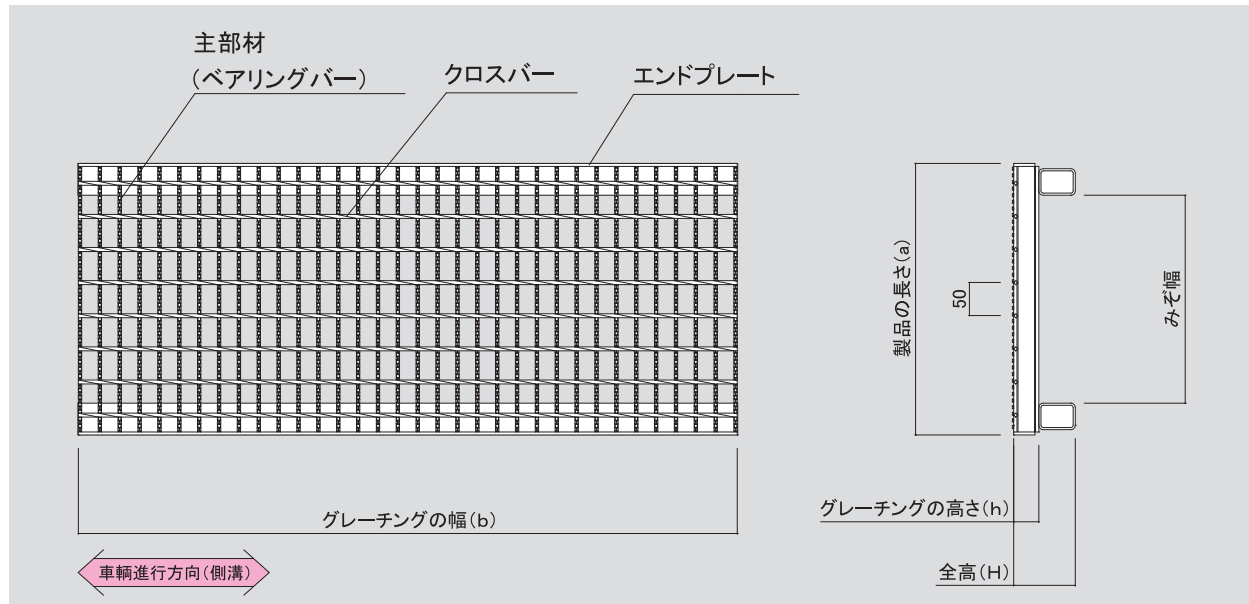 主部材
(ベアリングバー)
クロスバー
エンドプレート
製品の長さ(a)
50
みぞ幅
グレーチングの幅(b)
グレーチングの高さ(h)
車輌進行方向(側溝)
全高(H)